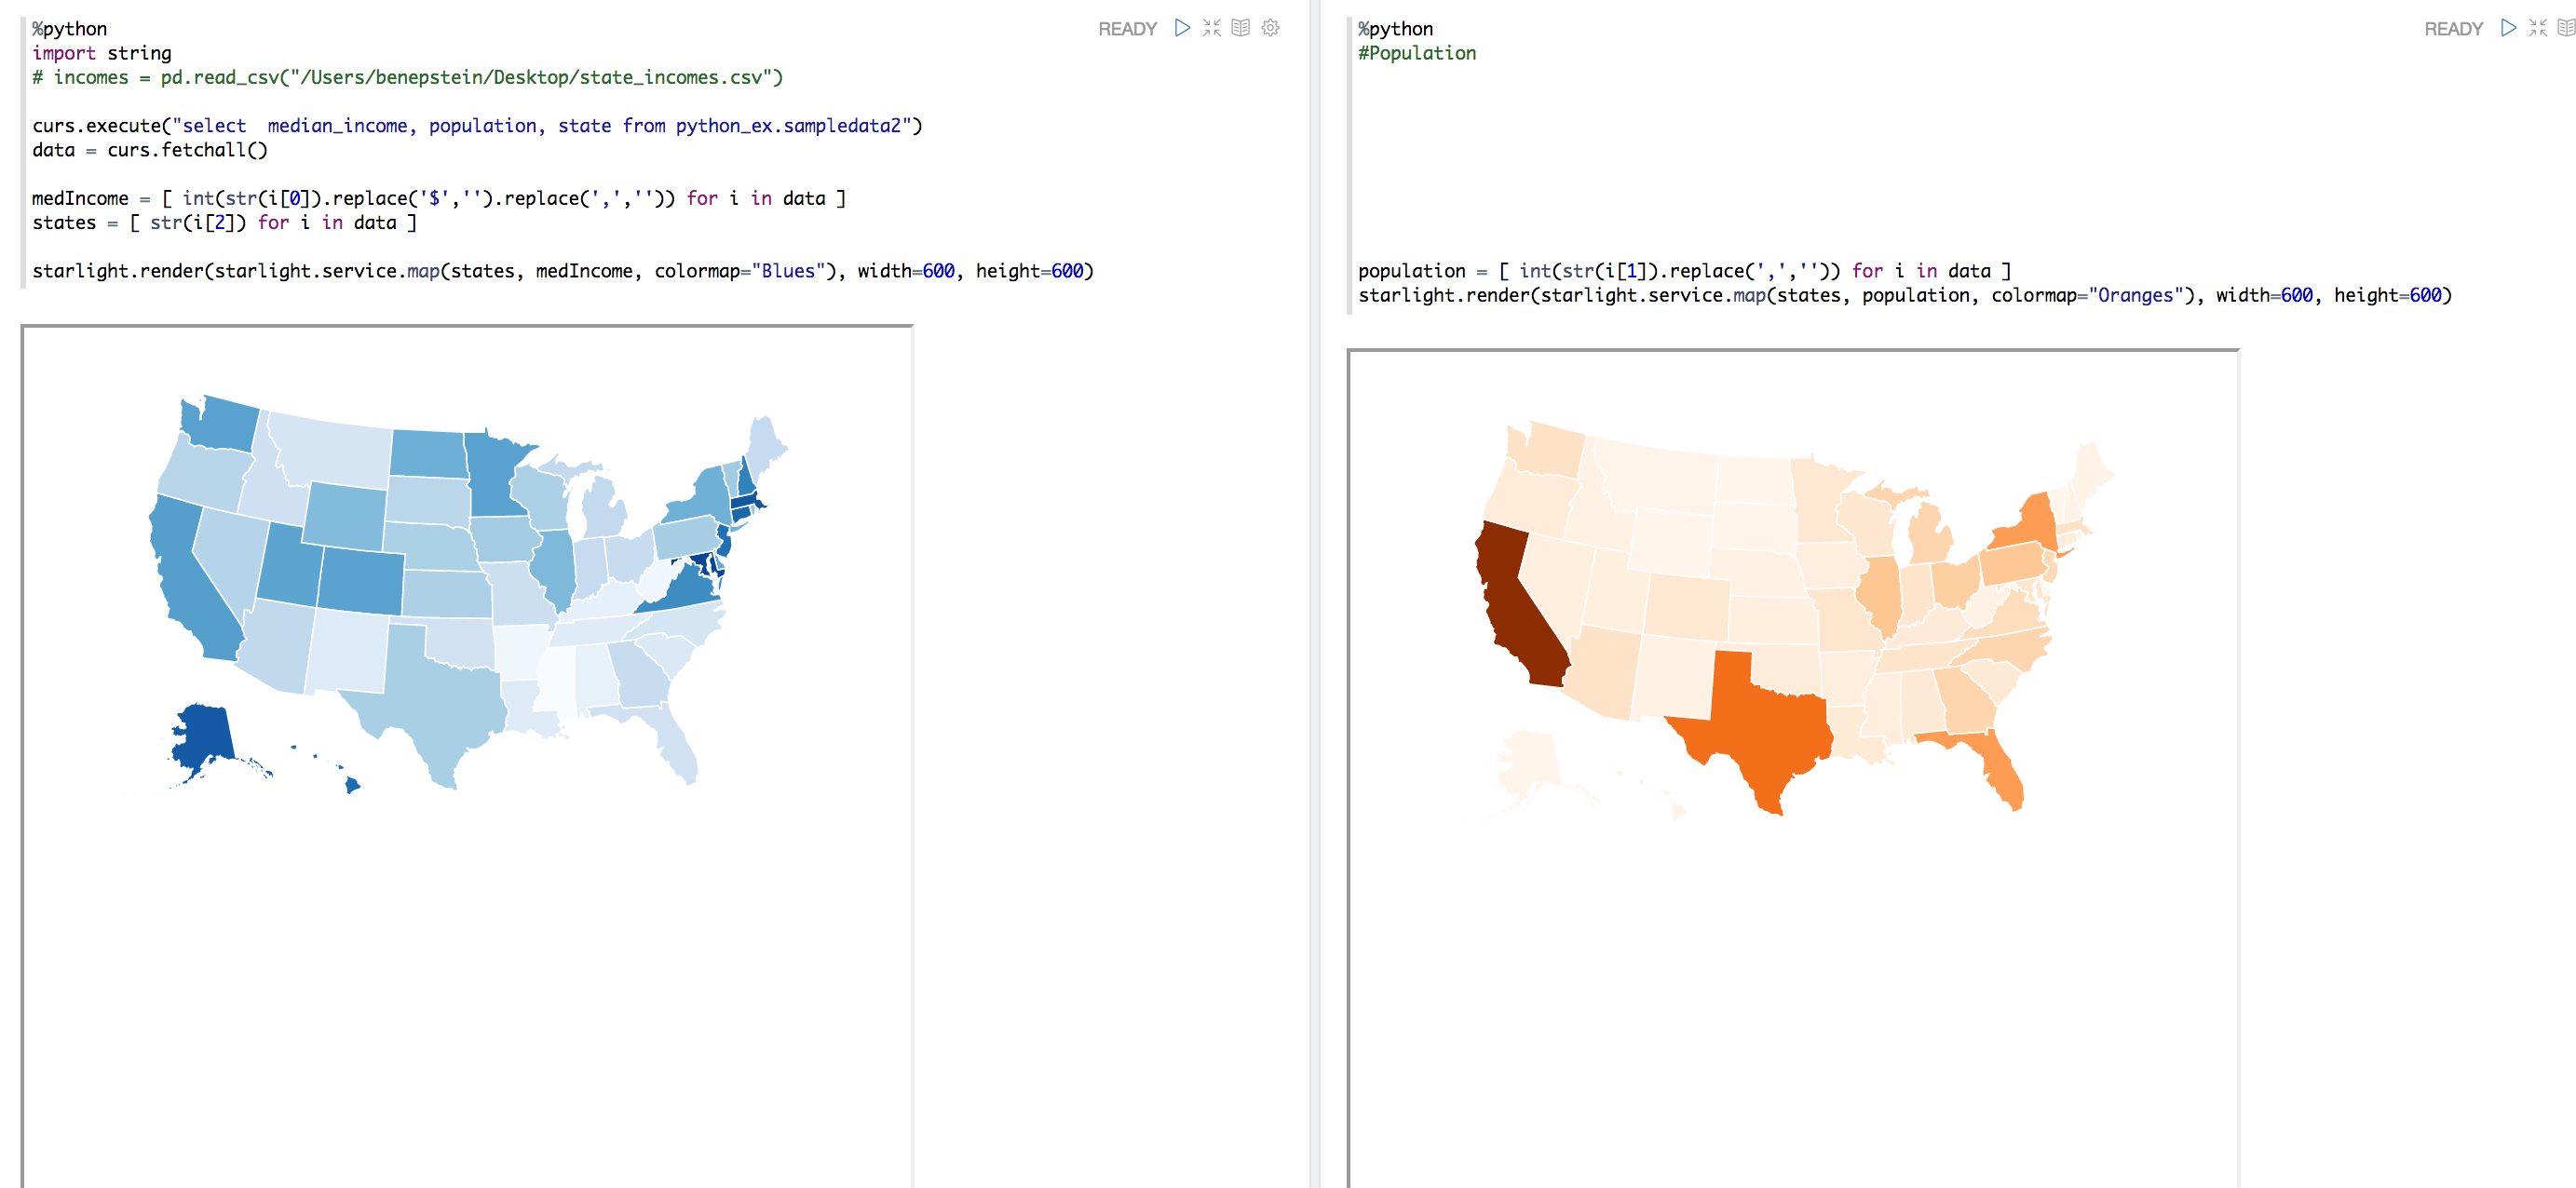 %python
READY
import string
# incomes = pd.read_csv("/Users/benepstein/Desktop/state_incomes.csv")
curs.execute("select  median_income, population, state from python_ex.sampledata2")
data = curs.fetchall()
medIncome = [ int(str(i[0]).replace('$','').replace(',','')) for i in data ]
states = [ str(i[2]) for i in data ]
starlight.render(starlight.service.map(states, medIncome, colormap="Blues"), width=600, height=600)
%python
READY
#Population
population = [ int(str(i[1]).replace(',','')) for i in data ]
starlight.render(starlight.service.map(states, population, colormap="Oranges"), width=600, height=600)